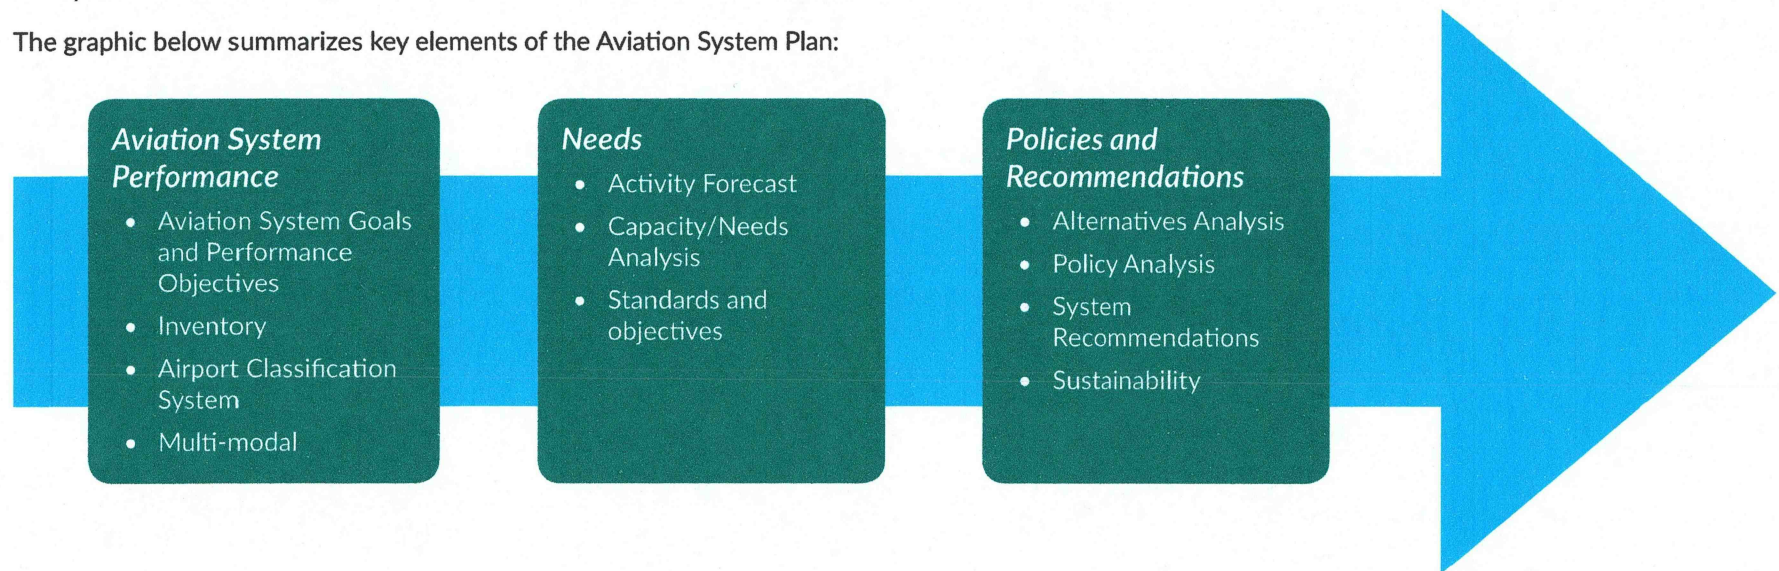 The graphic below summarizes key elements of the Aviation System Plan:
Aviation System
Performance
• Aviation System Goals
and Performance
Objectives
• Inventory
• Airport Classification
System
• Multi-modal
Needs
• Activity Forecast
• Capacity/Needs
Analysis
• Standards and
objectives
Policies and
Recommendations
• Alternatives Analysis
• Policy Analysis
• System
Recommendations
• Sustainability